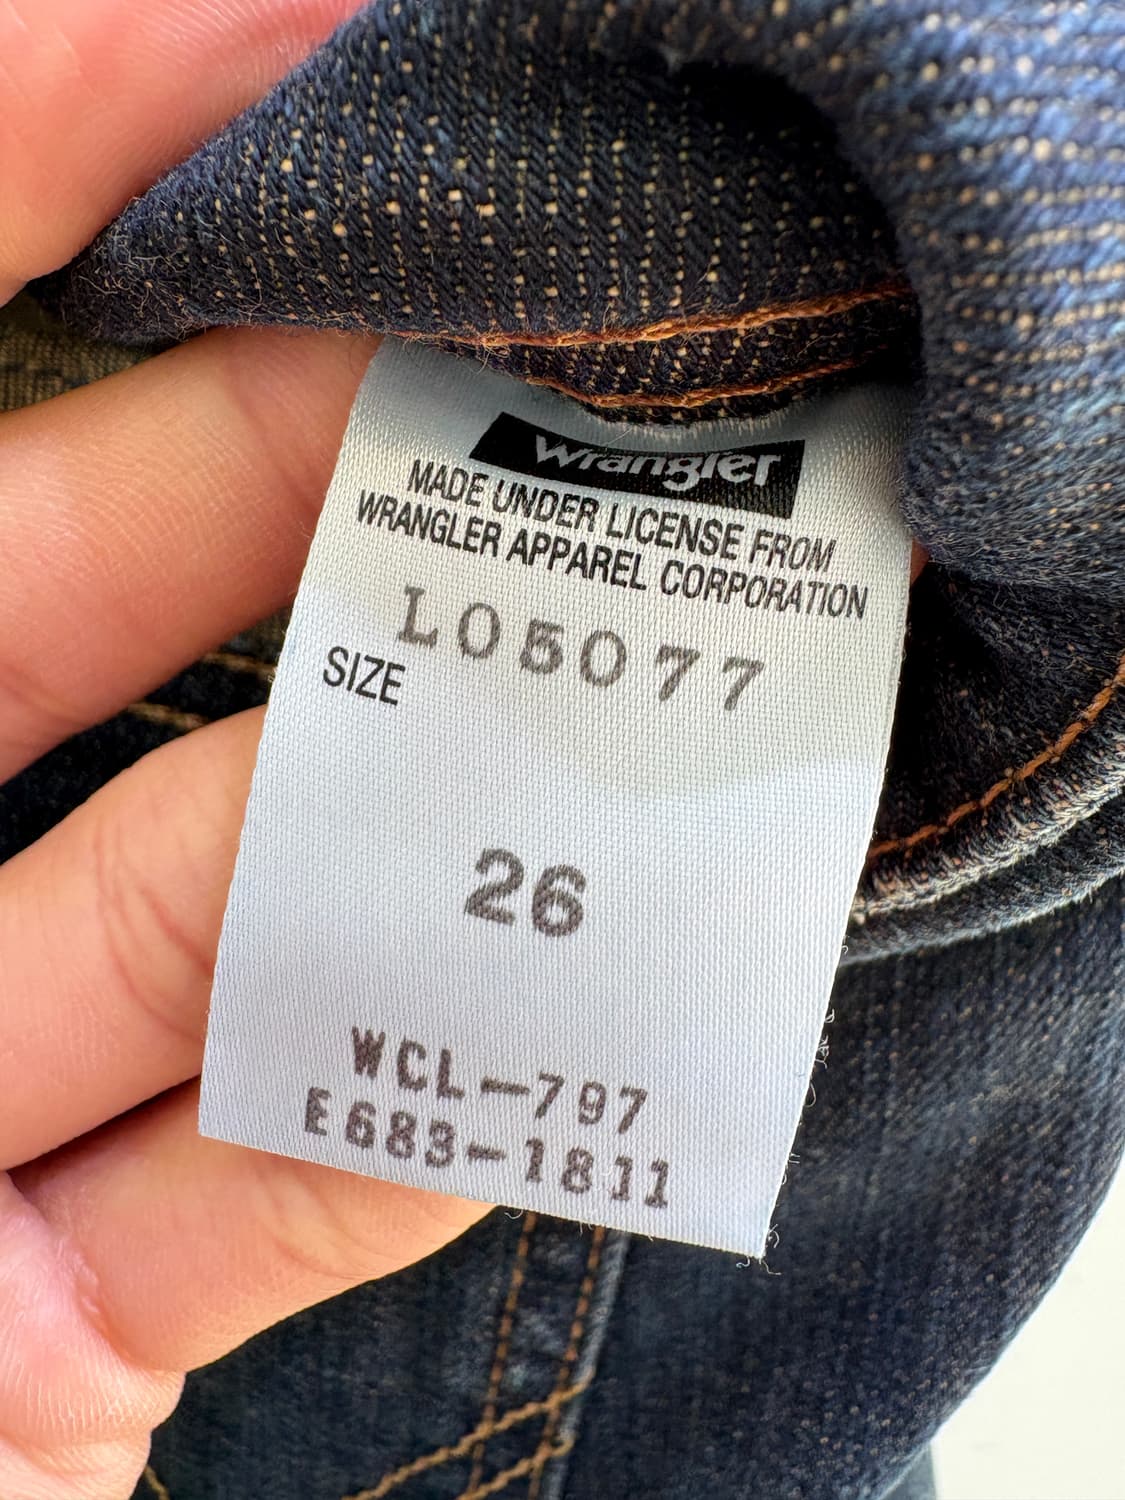 Wrangler
MADE UNDER LICENSE FROM
WRANGLER APPAREL CORPORATION
L05077
SIZE
26
WCL-797
E683-1811